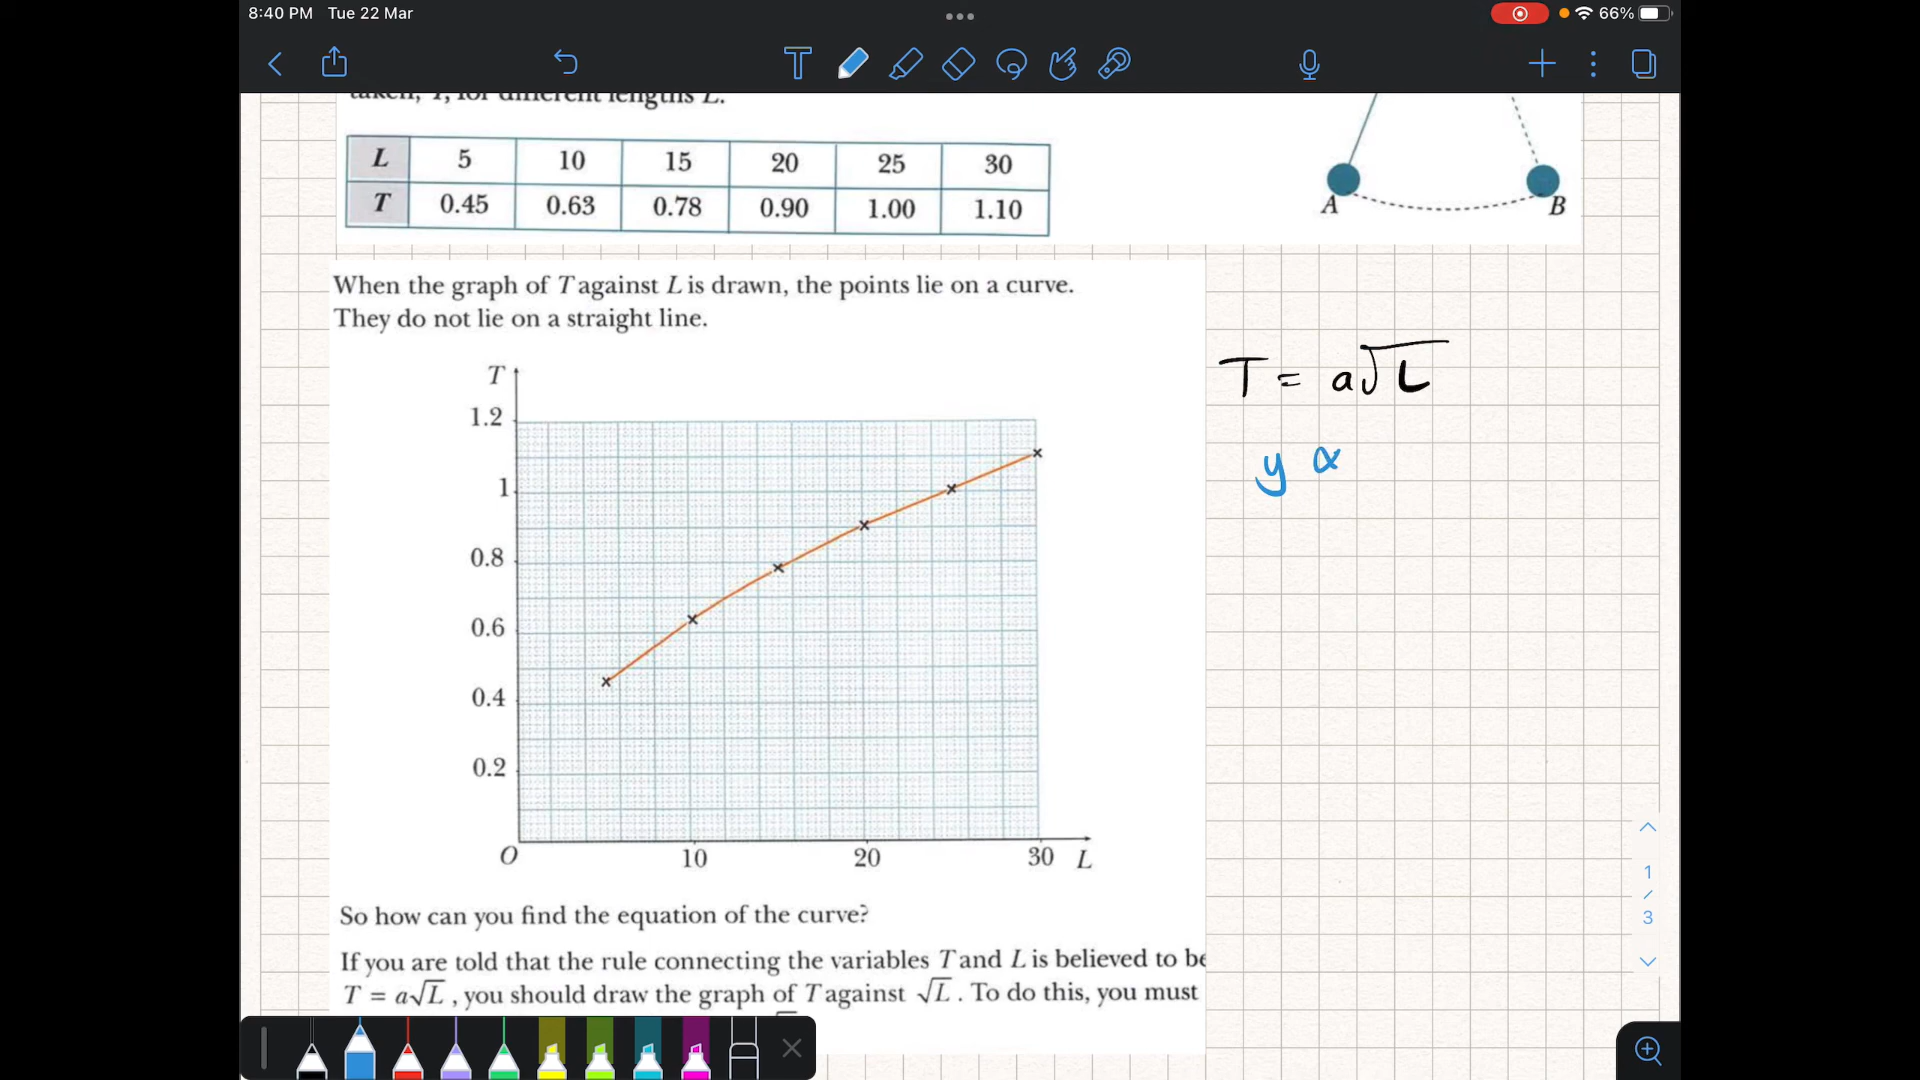 8:40 PM Tue 22 Mar
66%
taken, T, for different lengths L.
L 5 10 15 20 25 30
T 0.45 0.63 0.78 0.90 1.00 1.10
A B
When the graph of T against L is drawn, the points lie on a curve.
They do not lie on a straight line.
T = a√L
y ∝
T
1.2
1
0.8
0.6
0.4
0.2
O 10 20 30 L
So how can you find the equation of the curve?
If you are told that the rule connecting the variables T and L is believed to be
T = a√L, you should draw the graph of T against √L. To do this, you must
1
/
3